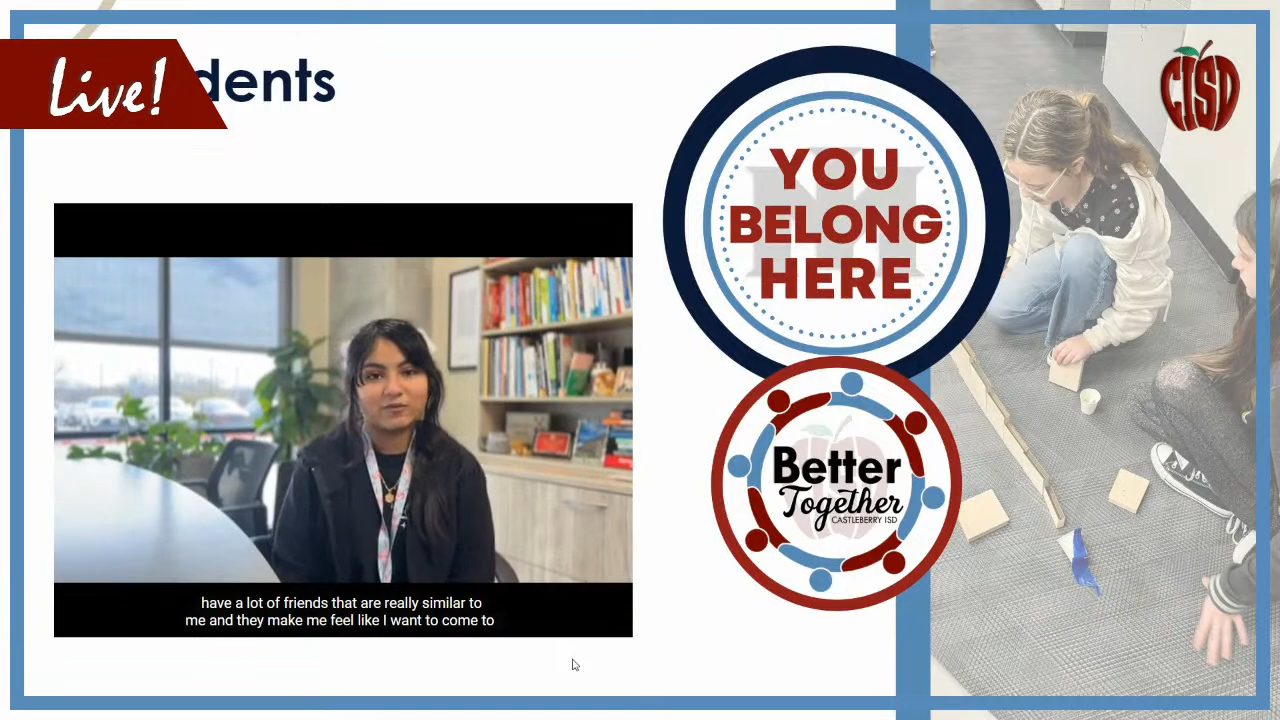 Live!
dents
CISD
YOU
BELONG
HERE
Better
Together
CASTLEBERRY ISD
have a lot of friends that are really similar to
me and they make me feel like I want to come to